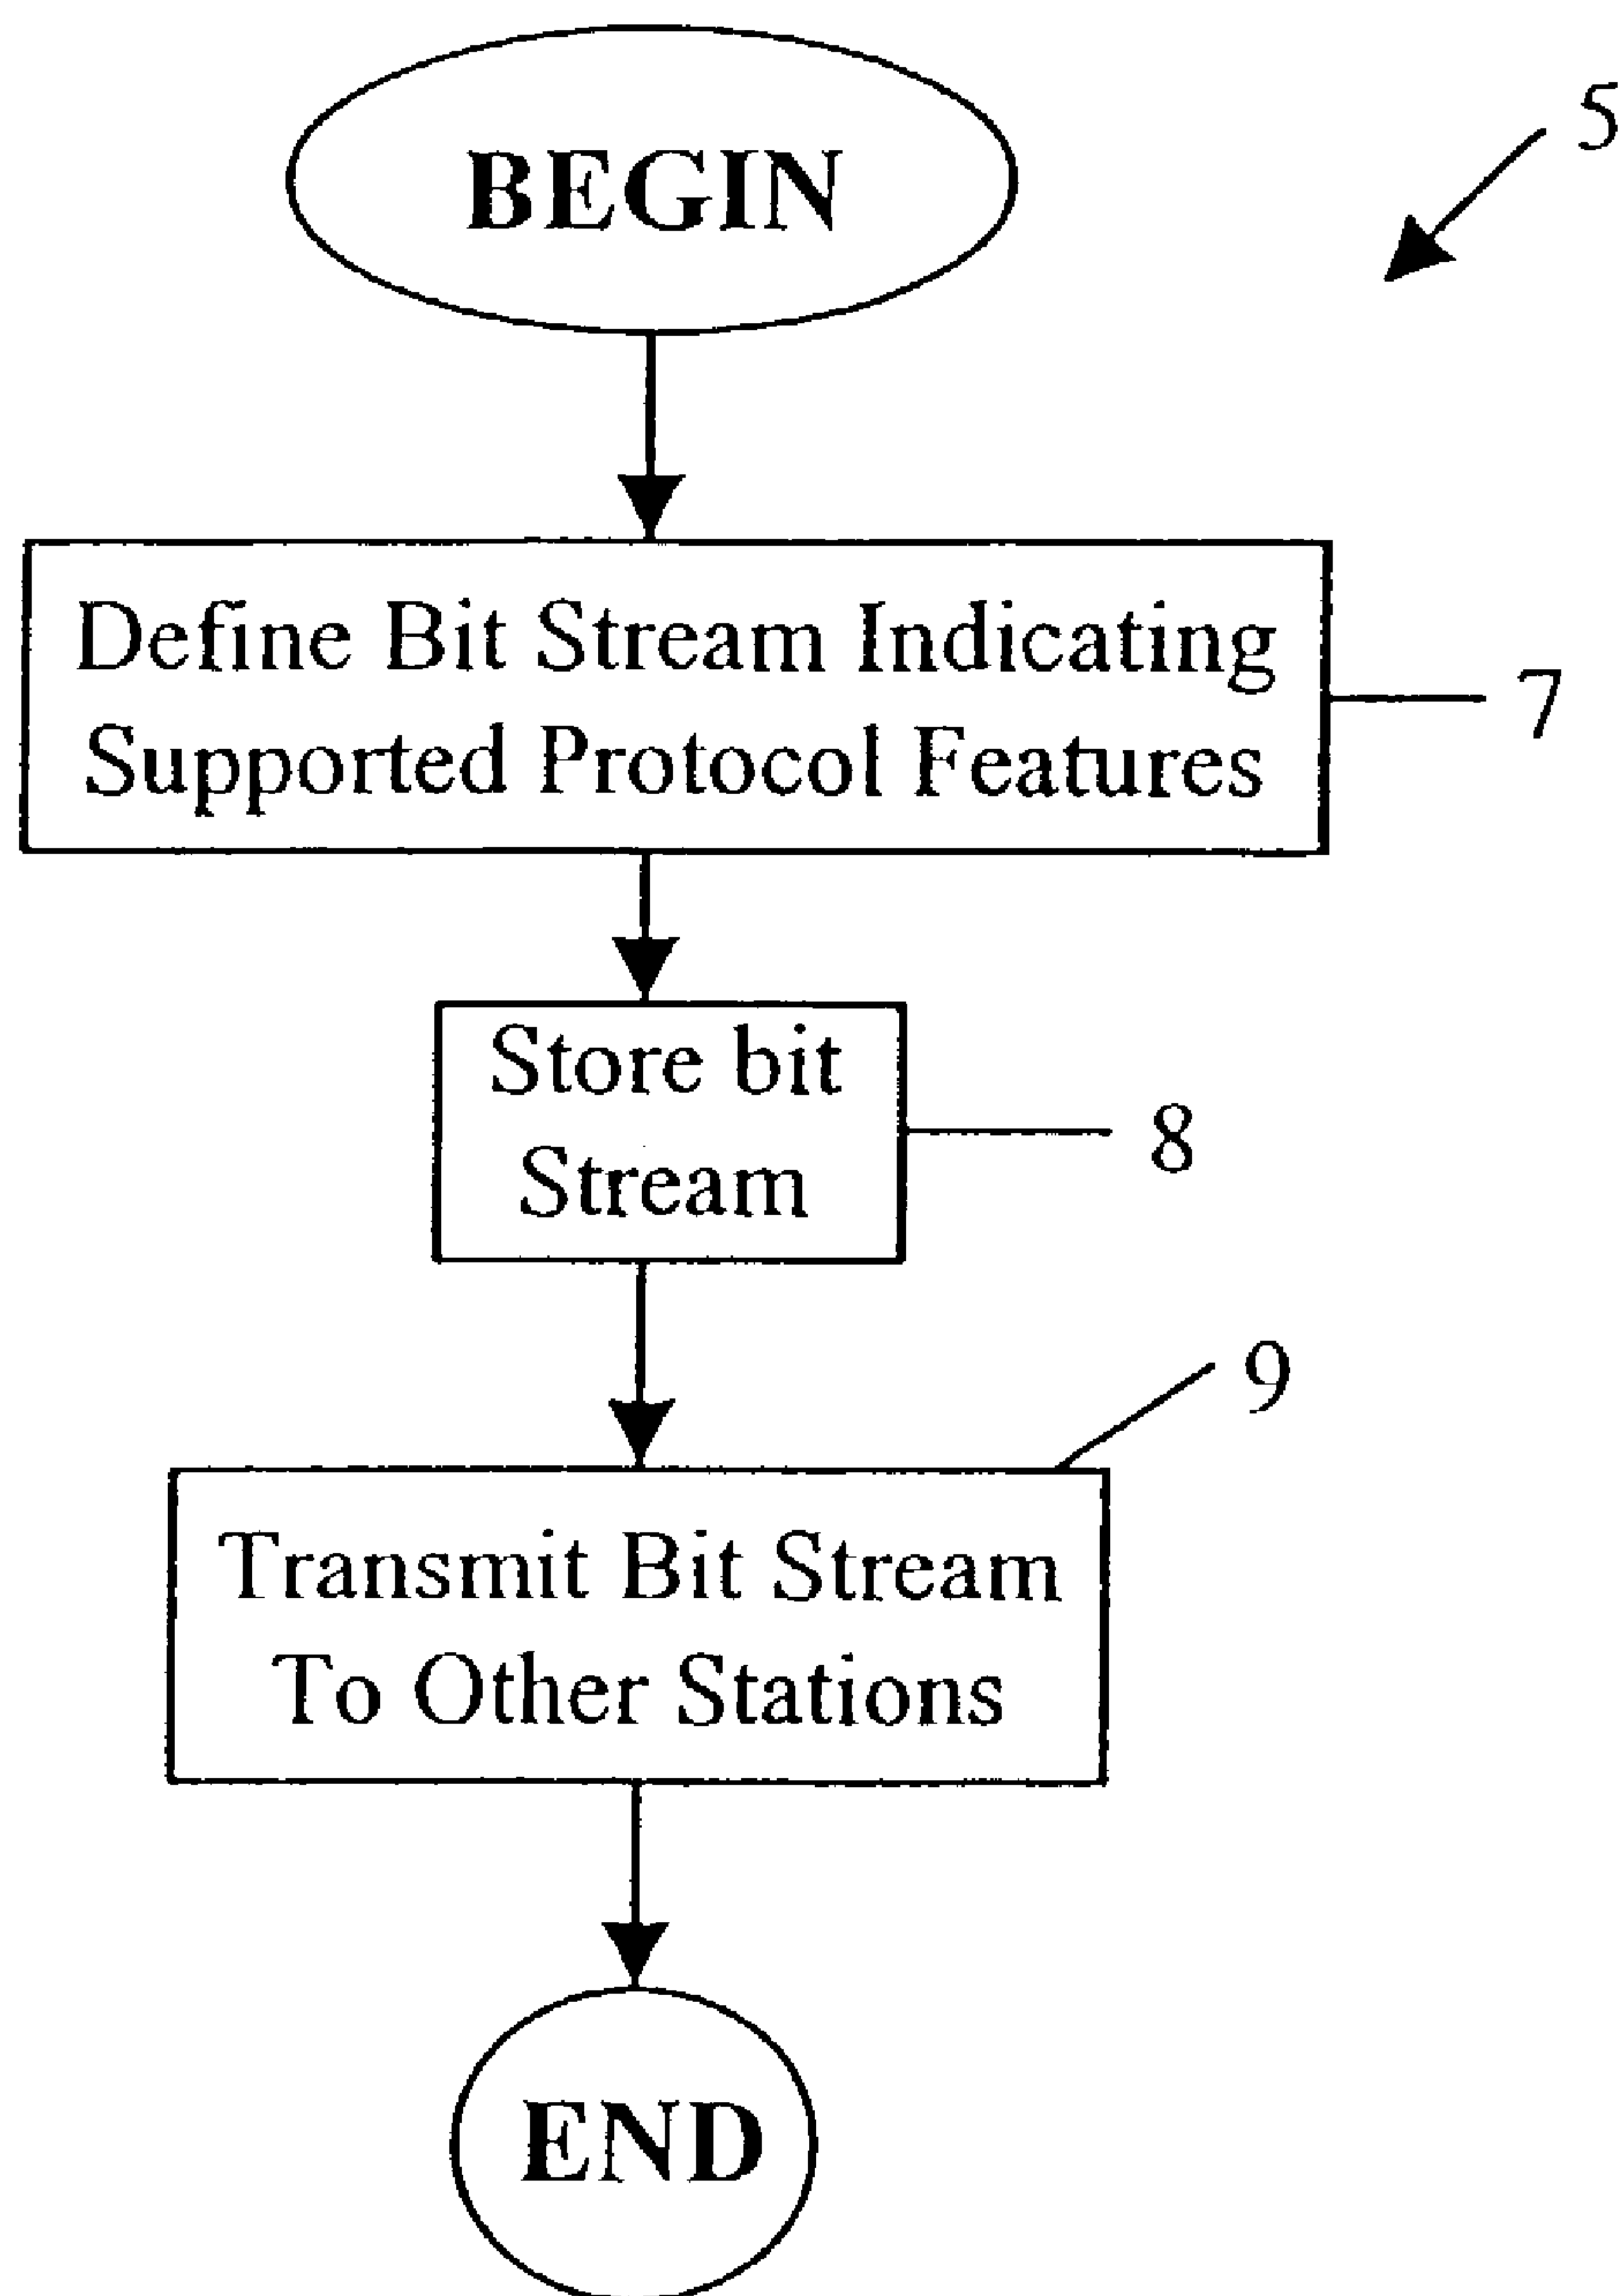 BEGIN
5
Define Bit Stream Indicating
Supported Protocol Features
7
Store bit
Stream
8
9
Transmit Bit Stream
To Other Stations
END